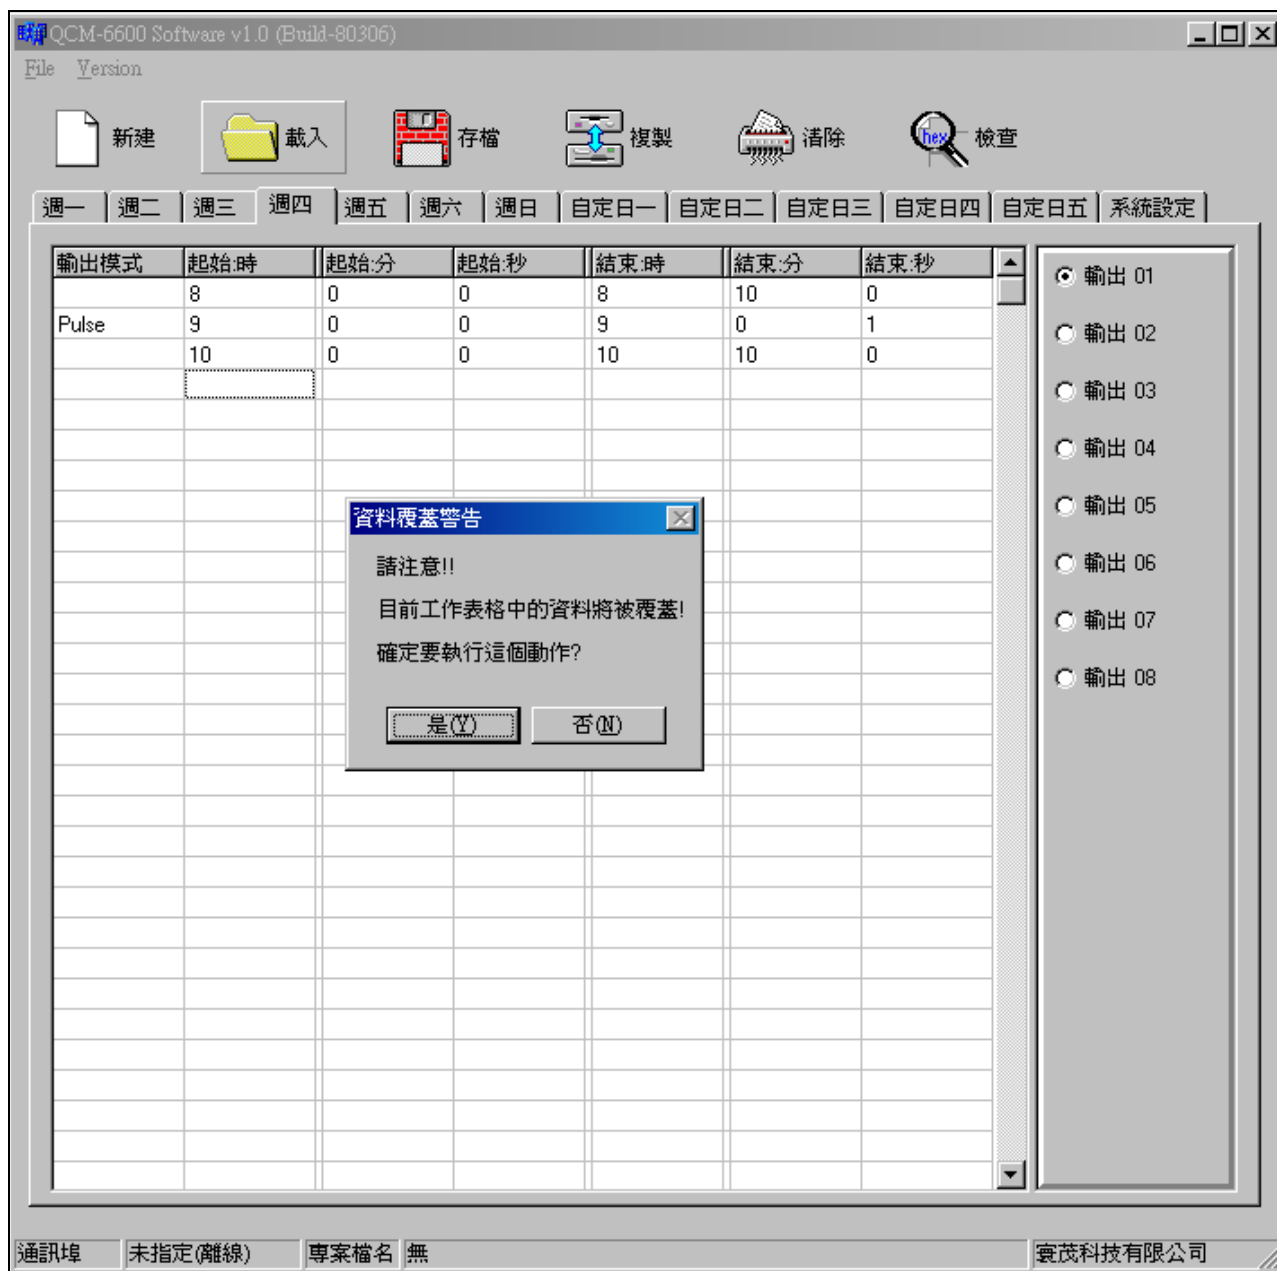 QCM-6600 Software v1.0 (Build-80306)
File Version
新建 載入 存檔 複製 清除 hex 檢查
週一 週二 週三 週四 週五 週六 週日 自定日一 自定日二 自定日三 自定日四 自定日五 系統設定
輸出模式 起始:時 起始:分 起始:秒 結束:時 結束:分 結束:秒
8 0 0 8 10 0
Pulse 9 0 0 9 0 1
10 0 0 10 10 0
輸出 01
輸出 02
輸出 03
輸出 04
輸出 05
輸出 06
輸出 07
輸出 08
資料覆蓋警告
請注意!!
目前工作表格中的資料將被覆蓋!
確定要執行這個動作?
是(Y) 否(N)
通訊埠 未指定(離線) 專案檔名 無 寰茂科技有限公司